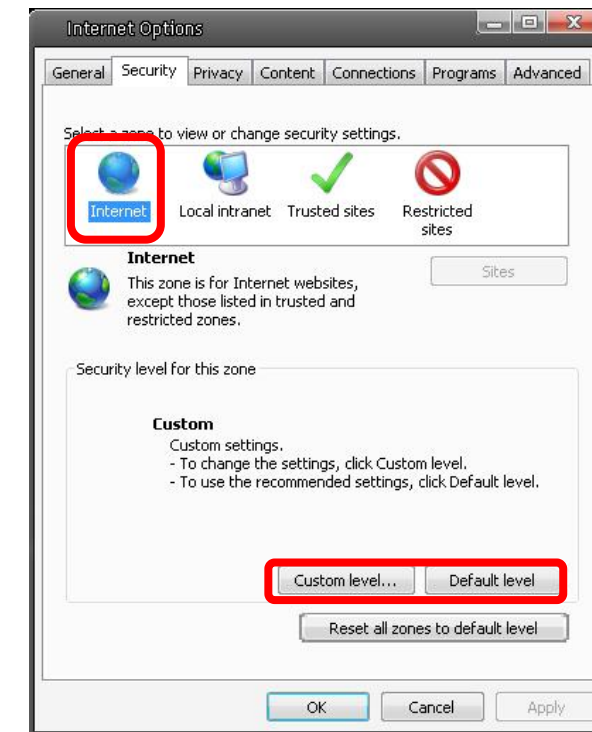 Internet Options
General Security Privacy Content Connections Programs Advanced
Select a zone to view or change security settings.
Internet Local intranet Trusted sites Restricted
sites
Internet
This zone is for Internet websites,
except those listed in trusted and
restricted zones.
Sites
Security level for this zone
Custom
Custom settings.
- To change the settings, click Custom level.
- To use the recommended settings, click Default level.
Custom level... Default level
Reset all zones to default level
OK Cancel Apply